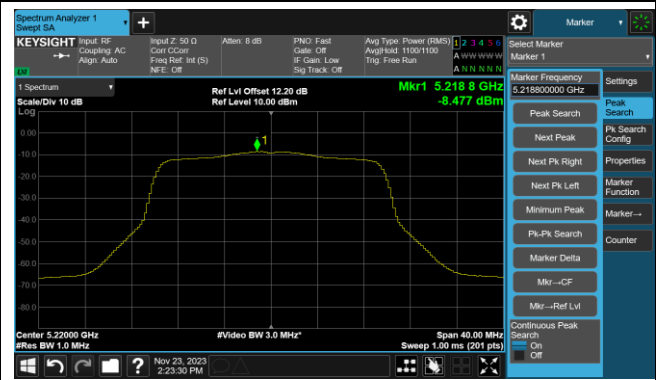 Spectrum Analyzer 1
Swept SA
Marker
KEYSIGHT
Input: RF
Coupling: AC
Align: Auto
Input Z: 50 Ω
Corr CCorr
Freq Ref: Int (S)
NFE: Off
Atten: 8 dB
PNO: Fast
Gate: Off
IF Gain: Low
Sig Track: Off
Avg Type: Power (RMS)
Avg|Hold: 1100/1100
Trig: Free Run
1 2 3 4 5 6
A W W W W W
A N N N N N
LXI
Select Marker
Marker 1
1 Spectrum
Scale/Div 10 dB
Log
Ref Lvl Offset 12.20 dB
Ref Level 10.00 dBm
Mkr1 5.218 8 GHz
-8.477 dBm
0.00
-10.0
-20.0
-30.0
-40.0
-50.0
-60.0
-70.0
-80.0
1
Center 5.22000 GHz
#Res BW 1.0 MHz
#Video BW 3.0 MHz*
Span 40.00 MHz
Sweep 1.00 ms (201 pts)
Marker Frequency
5.218800000 GHz
Peak Search
Next Peak
Next Pk Right
Next Pk Left
Minimum Peak
Pk-Pk Search
Marker Delta
Mkr→CF
Mkr→Ref Lvl
Continuous Peak
Search
On
Off
Settings
Peak
Search
Pk Search
Config
Properties
Marker
Function
Marker→
Counter
?
Nov 23, 2023
2:23:30 PM